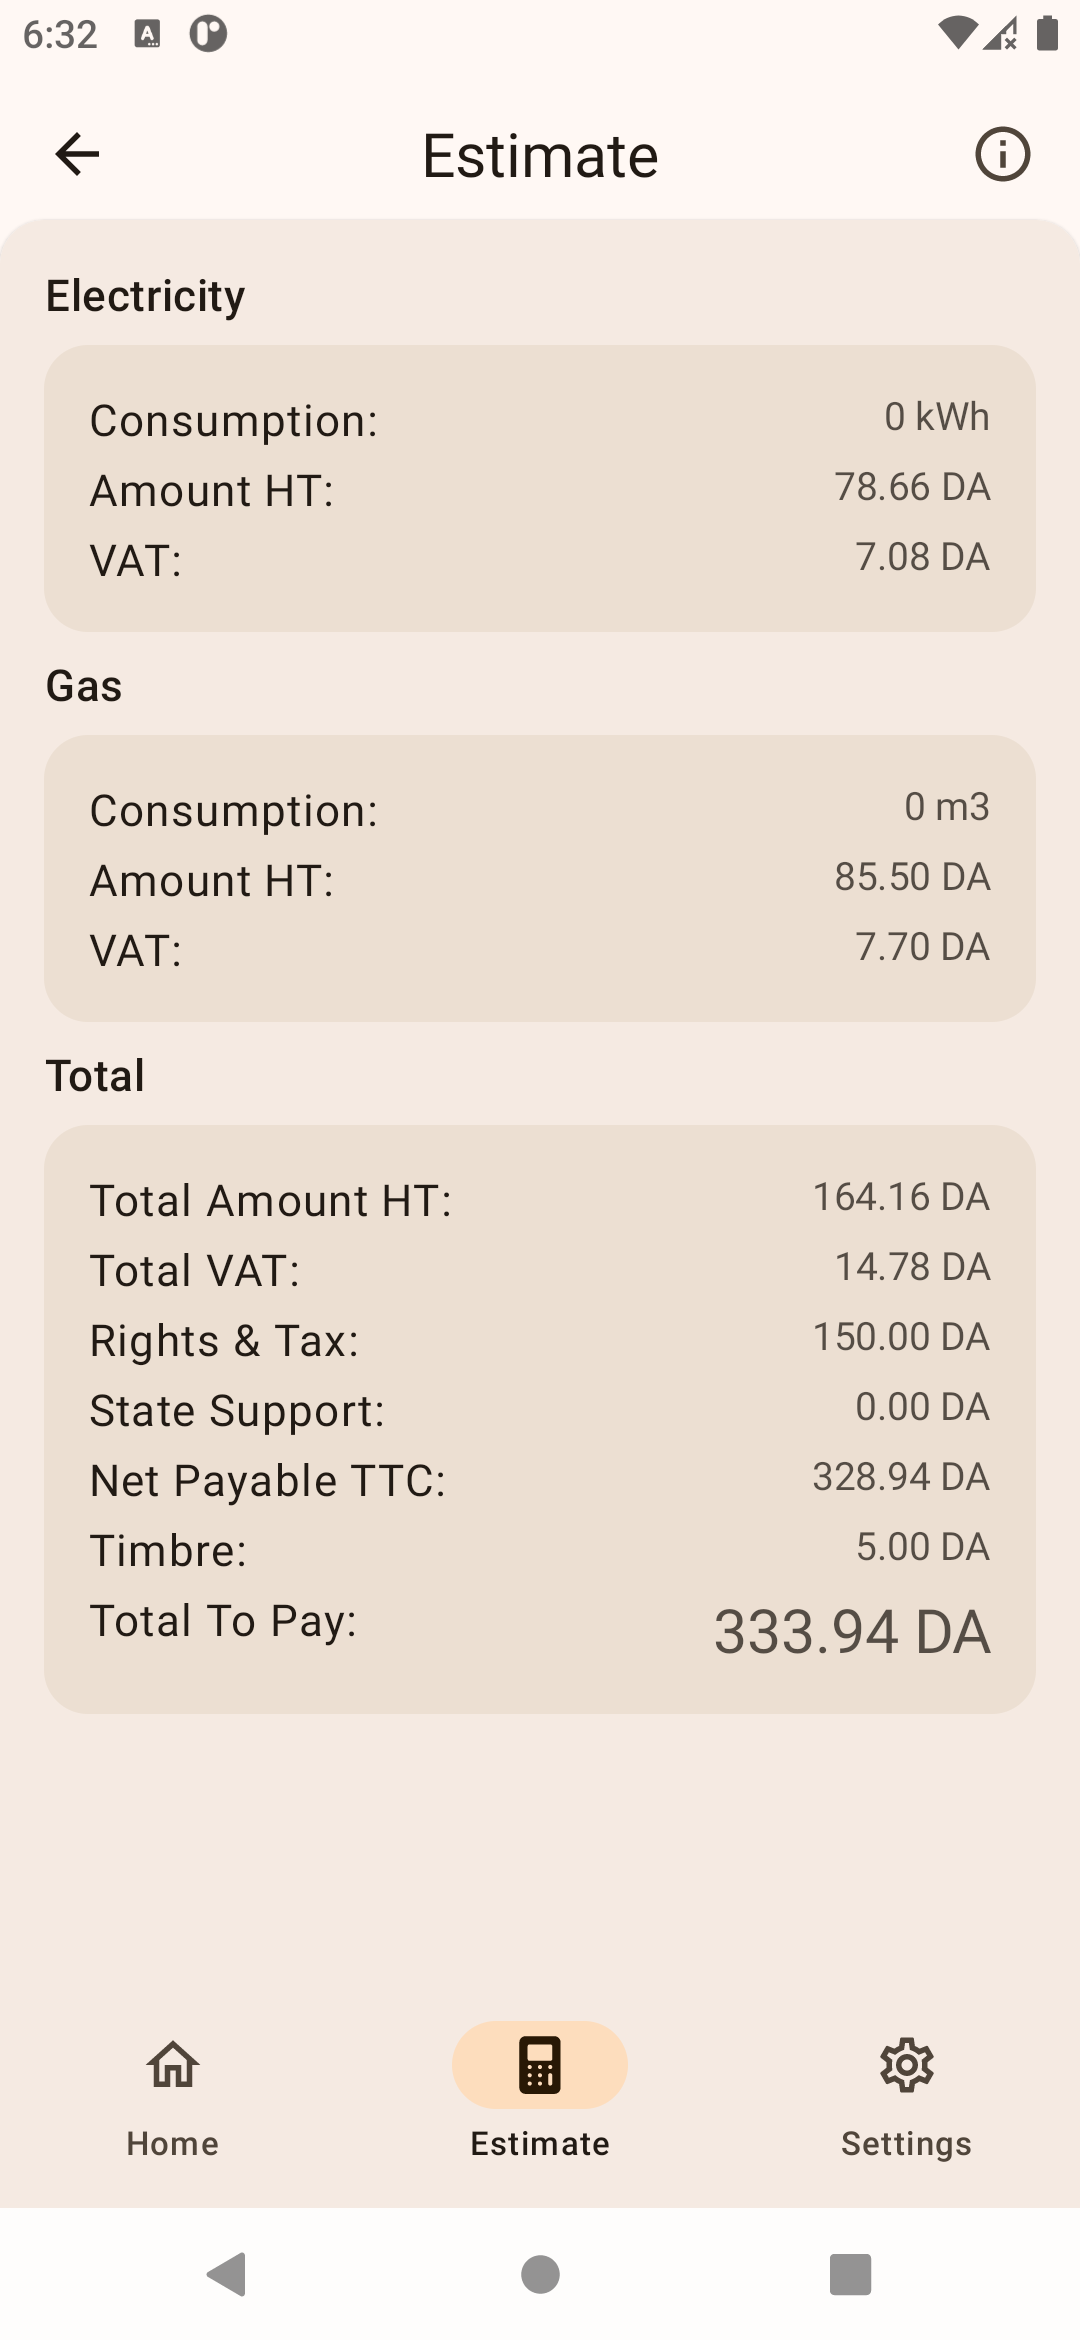 6:32
Estimate
Electricity
Consumption: 0 kWh
Amount HT: 78.66 DA
VAT: 7.08 DA
Gas
Consumption: 0 m3
Amount HT: 85.50 DA
VAT: 7.70 DA
Total
Total Amount HT: 164.16 DA
Total VAT: 14.78 DA
Rights & Tax: 150.00 DA
State Support: 0.00 DA
Net Payable TTC: 328.94 DA
Timbre: 5.00 DA
Total To Pay: 333.94 DA
Home Estimate Settings